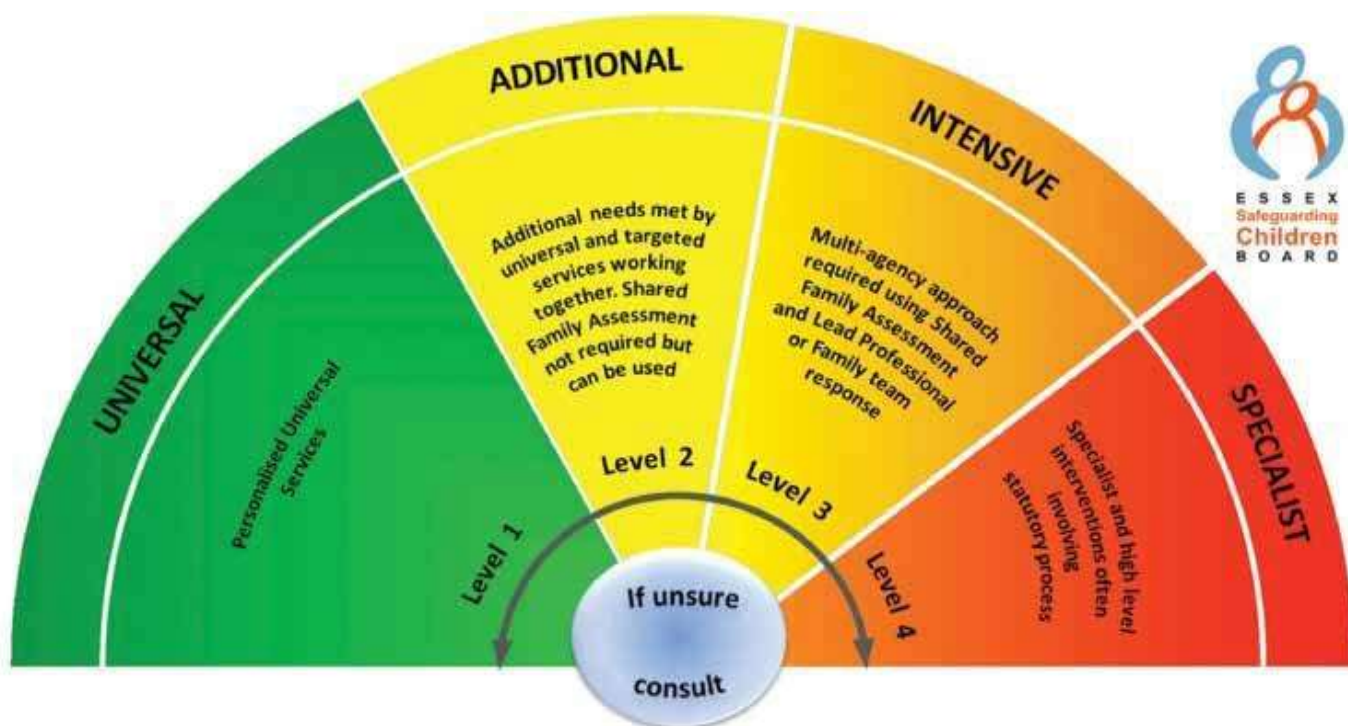 UNIVERSAL
Personalised Universal
Services
Level 1
ADDITIONAL
Additional needs met by
universal and targeted
services working
together. Shared
Family Assessment
not required but
can be used
Level 2
INTENSIVE
Multi-agency approach
required using Shared
Family Assessment
and Lead Professional
or Family team
response
Level 3
SPECIALIST
Specialist and high level
interventions often
involving
statutory process
Level 4
If unsure
consult
ESSEX
Safeguarding
Children
BOARD